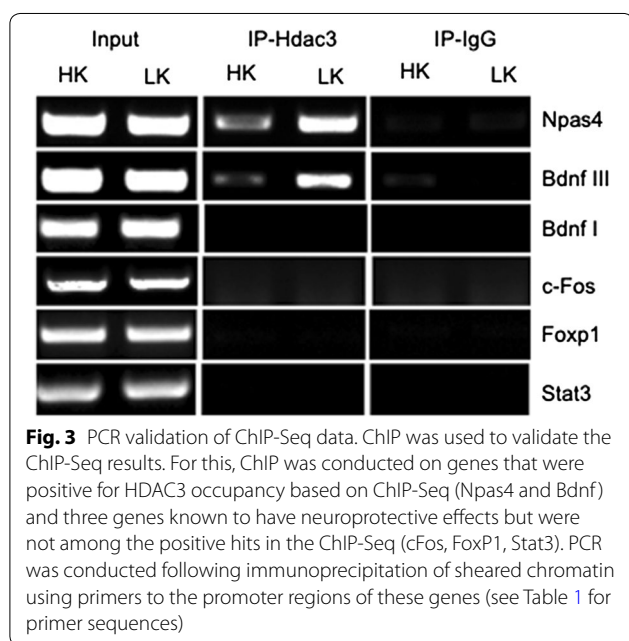 Input IP-Hdac3 IP-IgG
HK LK HK LK HK LK
Npas4
Bdnf III
Bdnf I
c-Fos
Foxp1
Stat3
Fig. 3 PCR validation of ChIP-Seq data. ChIP was used to validate the
ChIP-Seq results. For this, ChIP was conducted on genes that were
positive for HDAC3 occupancy based on ChIP-Seq (Npas4 and Bdnf)
and three genes known to have neuroprotective effects but were
not among the positive hits in the ChIP-Seq (cFos, FoxP1, Stat3). PCR
was conducted following immunoprecipitation of sheared chromatin
using primers to the promoter regions of these genes (see Table 1 for
primer sequences)